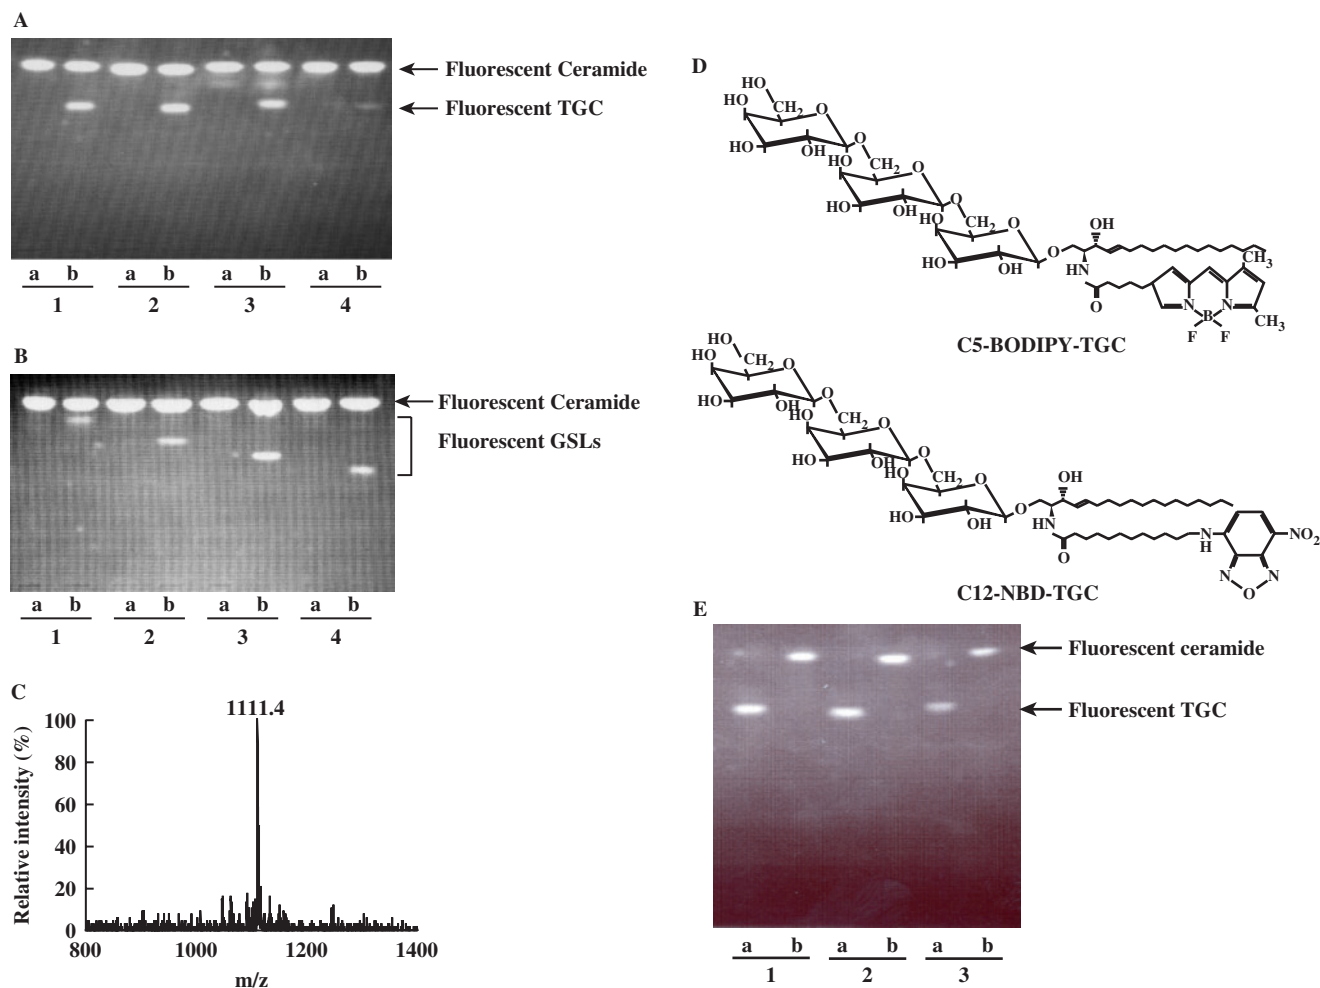 A
Fluorescent Ceramide
Fluorescent TGC
a b a b a b a b
1 2 3 4
B
Fluorescent Ceramide
Fluorescent GSLs
a b a b a b a b
1 2 3 4
C
1111.4
Relative intensity (%)
100
80
60
40
20
0
800 1000 1200 1400
m/z
D
HO
HO
CH2
O
HO
OH
O
HO
CH2
O
HO
OH
O
HO
CH2
O
HO
OH
O
OH
HN
O
CH3
N
N
B
F F
CH3
C5-BODIPY-TGC
HO
HO
CH2
O
HO
OH
O
HO
CH2
O
HO
OH
O
HO
CH2
O
HO
OH
O
OH
HN
O
N
H
NO2
N
N
O
C12-NBD-TGC
E
Fluorescent ceramide
Fluorescent TGC
a b a b a b
1 2 3